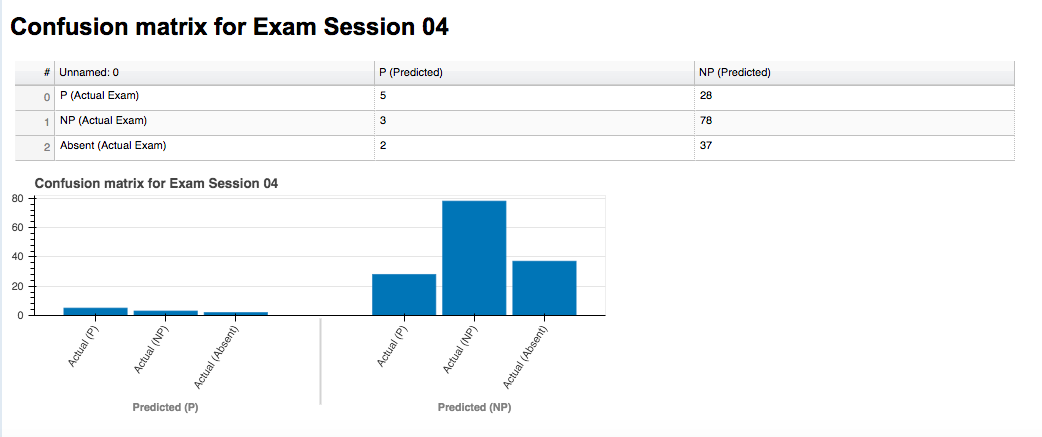 Confusion matrix for Exam Session 04
# Unnamed: 0 P (Predicted) NP (Predicted)
0 P (Actual Exam) 5 28
1 NP (Actual Exam) 3 78
2 Absent (Actual Exam) 2 37
Confusion matrix for Exam Session 04
80
60
40
20
0
Actual (P) Actual (NP) Actual (Absent) Actual (P) Actual (NP) Actual (Absent)
Predicted (P) Predicted (NP)